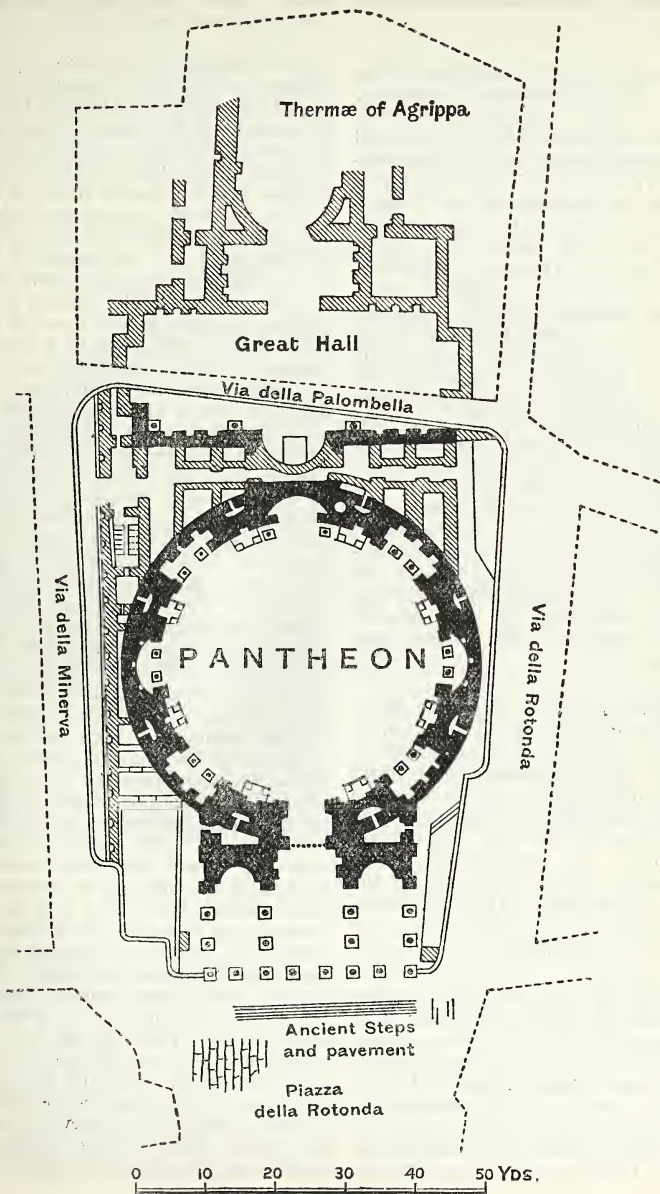 Thermæ of Agrippa
Great Hall
Via della Palombella
PANTHEON
Via della Minerva
Via della Rotonda
Ancient Steps
and pavement
Piazza
della Rotonda
0 10 20 30 40 50 YDS.